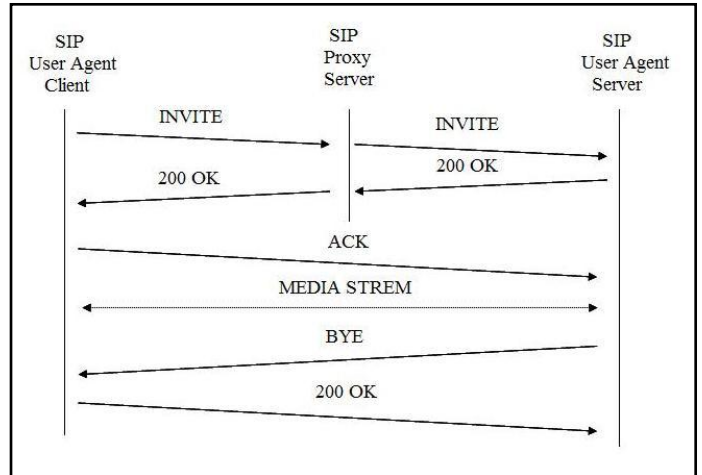 SIP
User Agent
Client
SIP
Proxy
Server
SIP
User Agent
Server
INVITE
INVITE
200 OK
200 OK
ACK
MEDIA STREM
BYE
200 OK